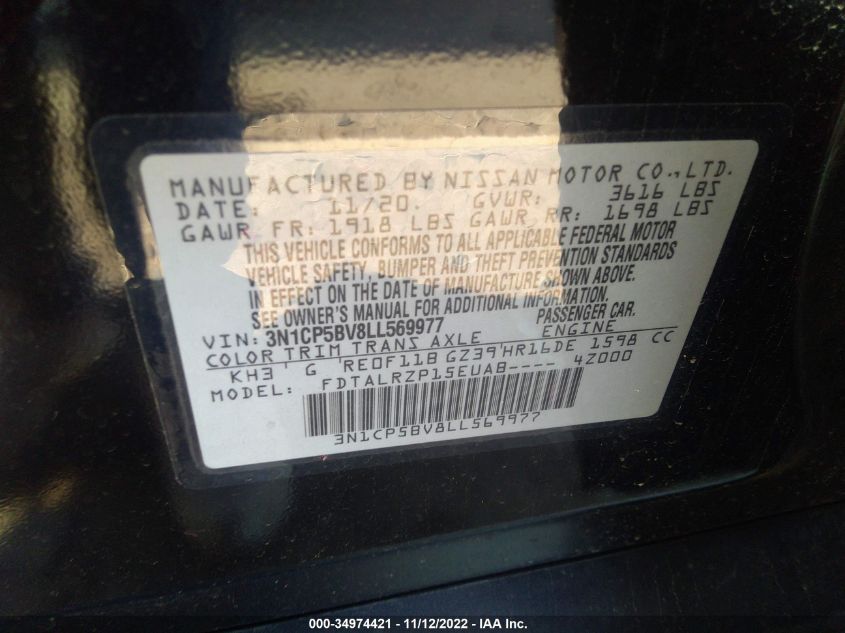 MANUFACTURED BY NISSAN MOTOR CO.,LTD.
DATE: 11/20. GVWR: 3616 LBS
GAWR FR: 1918 LBS GAWR RR: 1698 LBS
THIS VEHICLE CONFORMS TO ALL APPLICABLE FEDERAL MOTOR
VEHICLE SAFETY, BUMPER AND THEFT PREVENTION STANDARDS
IN EFFECT ON THE DATE OF MANUFACTURE SHOWN ABOVE.
SEE OWNER'S MANUAL FOR ADDITIONAL INFORMATION.
VIN: 3N1CP5BV8LL569977 PASSENGER CAR.
COLOR TRIM TRANS AXLE ENGINE
KH3 G RE0F11B GZ39 HR16DE 1598 CC
MODEL: FDTALRZP15EUAB---- 4Z000
3N1CP5BV8LL569977
000-34974421 - 11/12/2022 - IAA Inc.